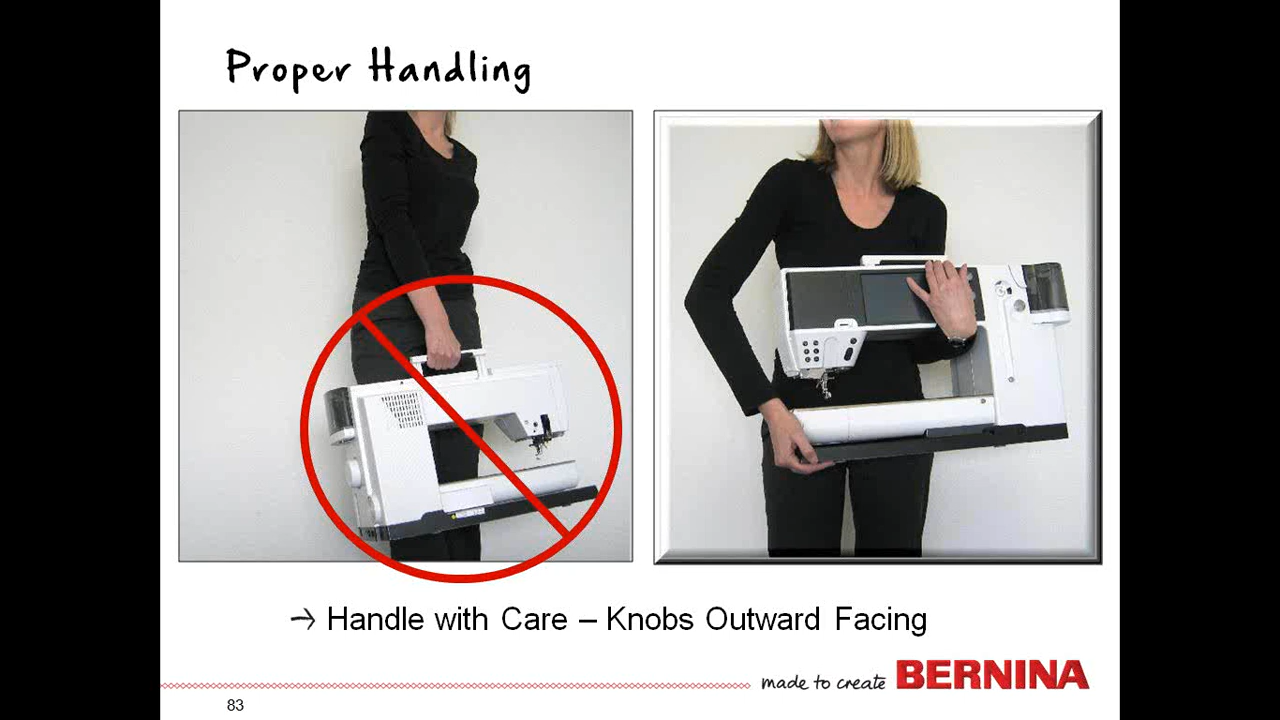 Proper Handling
→ Handle with Care – Knobs Outward Facing
made to create BERNINA
83